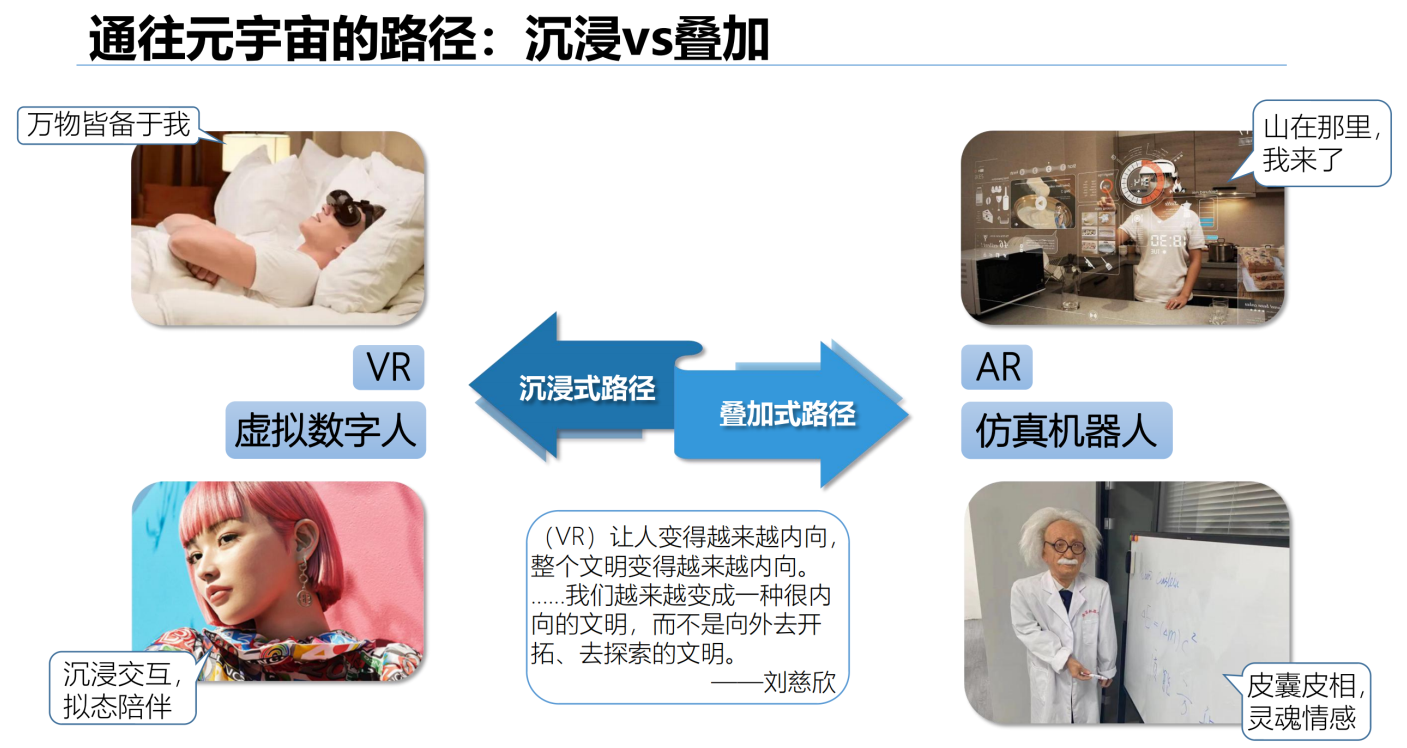 通往元宇宙的路径：沉浸vs叠加
万物皆备于我
山在那里，
我来了
VR
虚拟数字人
沉浸式路径
叠加式路径
AR
仿真机器人
（VR）让人变得越来越内向，
整个文明变得越来越内向。
……我们越来越变成一种很内
向的文明，而不是向外去开
拓、去探索的文明。
——刘慈欣
沉浸交互，
拟态陪伴
皮囊皮相，
灵魂情感